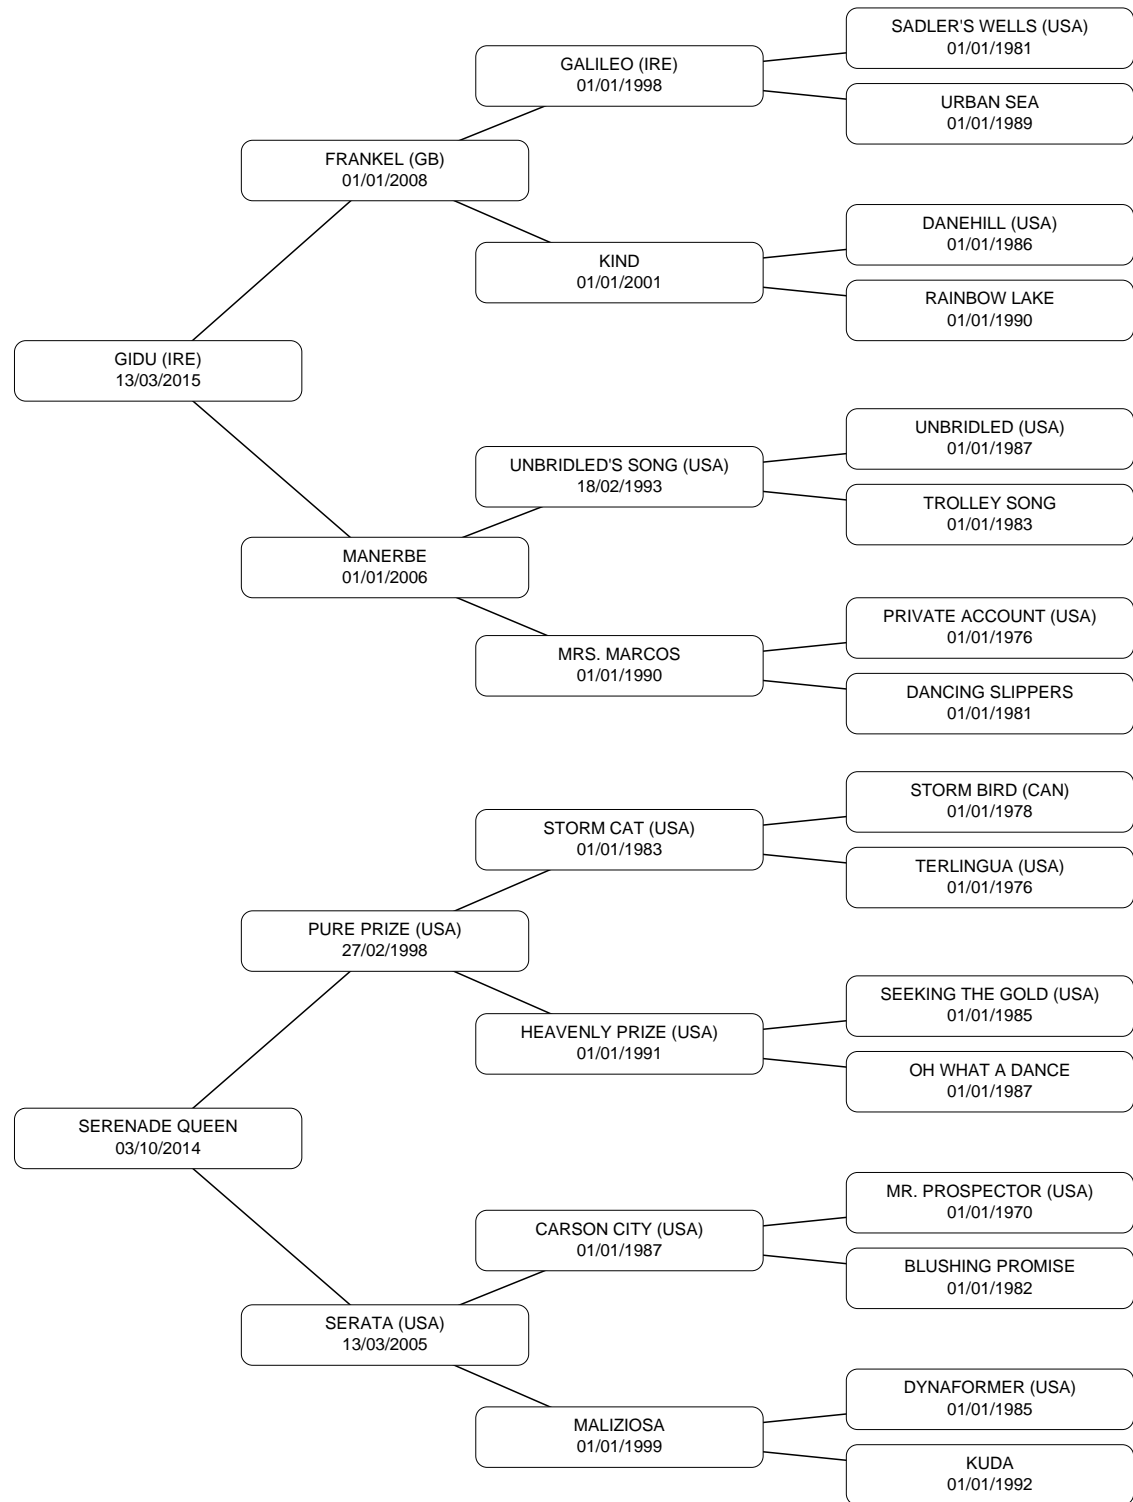 SADLER'S WELLS (USA)
01/01/1981
GALILEO (IRE)
01/01/1998
URBAN SEA
01/01/1989
FRANKEL (GB)
01/01/2008
DANEHILL (USA)
01/01/1986
KIND
01/01/2001
RAINBOW LAKE
01/01/1990
GIDU (IRE)
13/03/2015
UNBRIDLED (USA)
01/01/1987
UNBRIDLED'S SONG (USA)
18/02/1993
TROLLEY SONG
01/01/1983
MANERBE
01/01/2006
PRIVATE ACCOUNT (USA)
01/01/1976
MRS. MARCOS
01/01/1990
DANCING SLIPPERS
01/01/1981
STORM BIRD (CAN)
01/01/1978
STORM CAT (USA)
01/01/1983
TERLINGUA (USA)
01/01/1976
PURE PRIZE (USA)
27/02/1998
SEEKING THE GOLD (USA)
01/01/1985
HEAVENLY PRIZE (USA)
01/01/1991
OH WHAT A DANCE
01/01/1987
SERENADE QUEEN
03/10/2014
MR. PROSPECTOR (USA)
01/01/1970
CARSON CITY (USA)
01/01/1987
BLUSHING PROMISE
01/01/1982
SERATA (USA)
13/03/2005
DYNAFORMER (USA)
01/01/1985
MALIZIOSA
01/01/1999
KUDA
01/01/1992